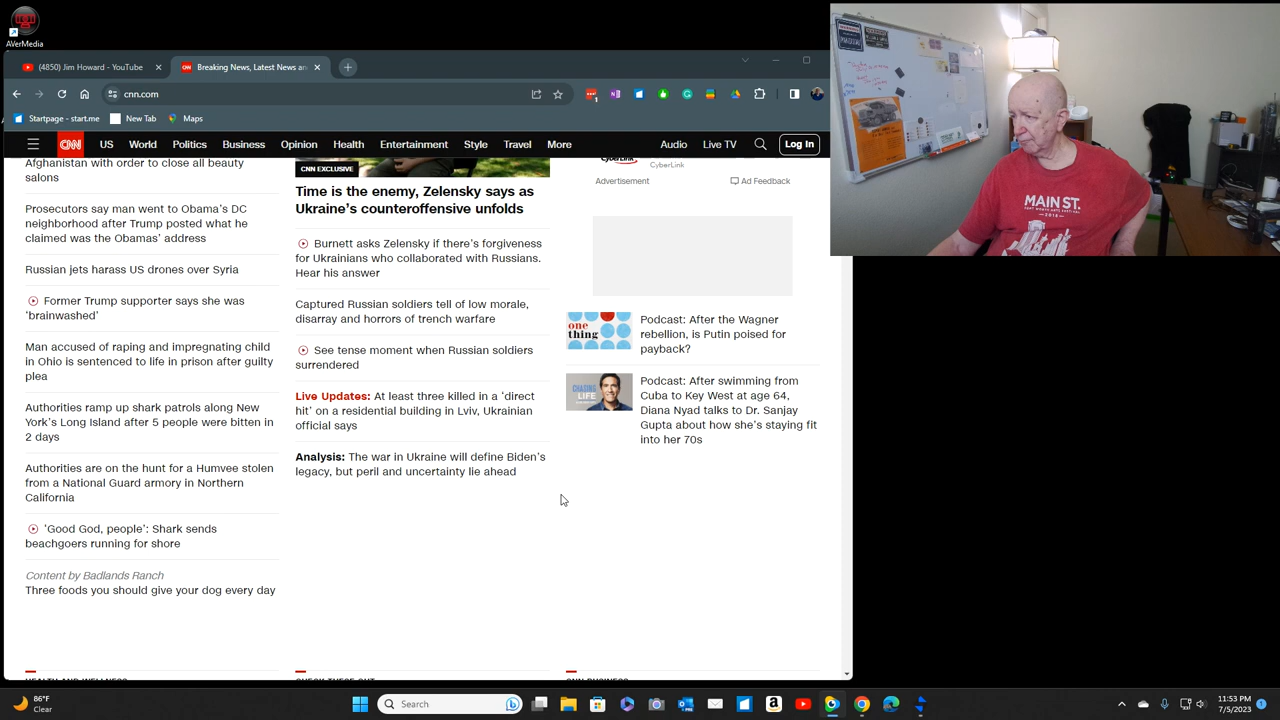 AVerMedia
(4850) Jim Howard - YouTu
CNN
Breaking News, Latest News an
cnn.com
1
Startpage - start.me
New Tab
Maps
CNN
US
World
Politics
Business
Opinion
Health
Entertainment
Style
Travel
More
Audio
Live TV
Log In
Afghanistan with order to close all beauty
salons
Prosecutors say man went to Obama's DC
neighborhood after Trump posted what he
claimed was the Obamas' address
Russian jets harass US drones over Syria
Former Trump supporter says she was
'brainwashed'
Man accused of raping and impregnating child
in Ohio is sentenced to life in prison after guilty
plea
Authorities ramp up shark patrols along New
York's Long Island after 5 people were bitten in
2 days
Authorities are on the hunt for a Humvee stolen
from a National Guard armory in Northern
California
'Good God, people': Shark sends
beachgoers running for shore
Content by Badlands Ranch
Three foods you should give your dog every day
CNN EXCLUSIVE
Time is the enemy, Zelensky says as
Ukraine's counteroffensive unfolds
Burnett asks Zelensky if there's forgiveness
for Ukrainians who collaborated with Russians.
Hear his answer
Captured Russian soldiers tell of low morale,
disarray and horrors of trench warfare
See tense moment when Russian soldiers
surrendered
Live Updates: At least three killed in a 'direct
hit' on a residential building in Lviv, Ukrainian
official says
Analysis: The war in Ukraine will define Biden's
legacy, but peril and uncertainty lie ahead
CyberLink
CyberLink
Advertisement
Ad Feedback
one
thing
Podcast: After the Wagner
rebellion, is Putin poised for
payback?
CHASING
LIFE
Podcast: After swimming from
Cuba to Key West at age 64,
Diana Nyad talks to Dr. Sanjay
Gupta about how she's staying fit
into her 70s
MAIN ST.
FORT WORTH ARTS FESTIVAL
86°F
Clear
Search
11:53 PM
7/5/2023
1